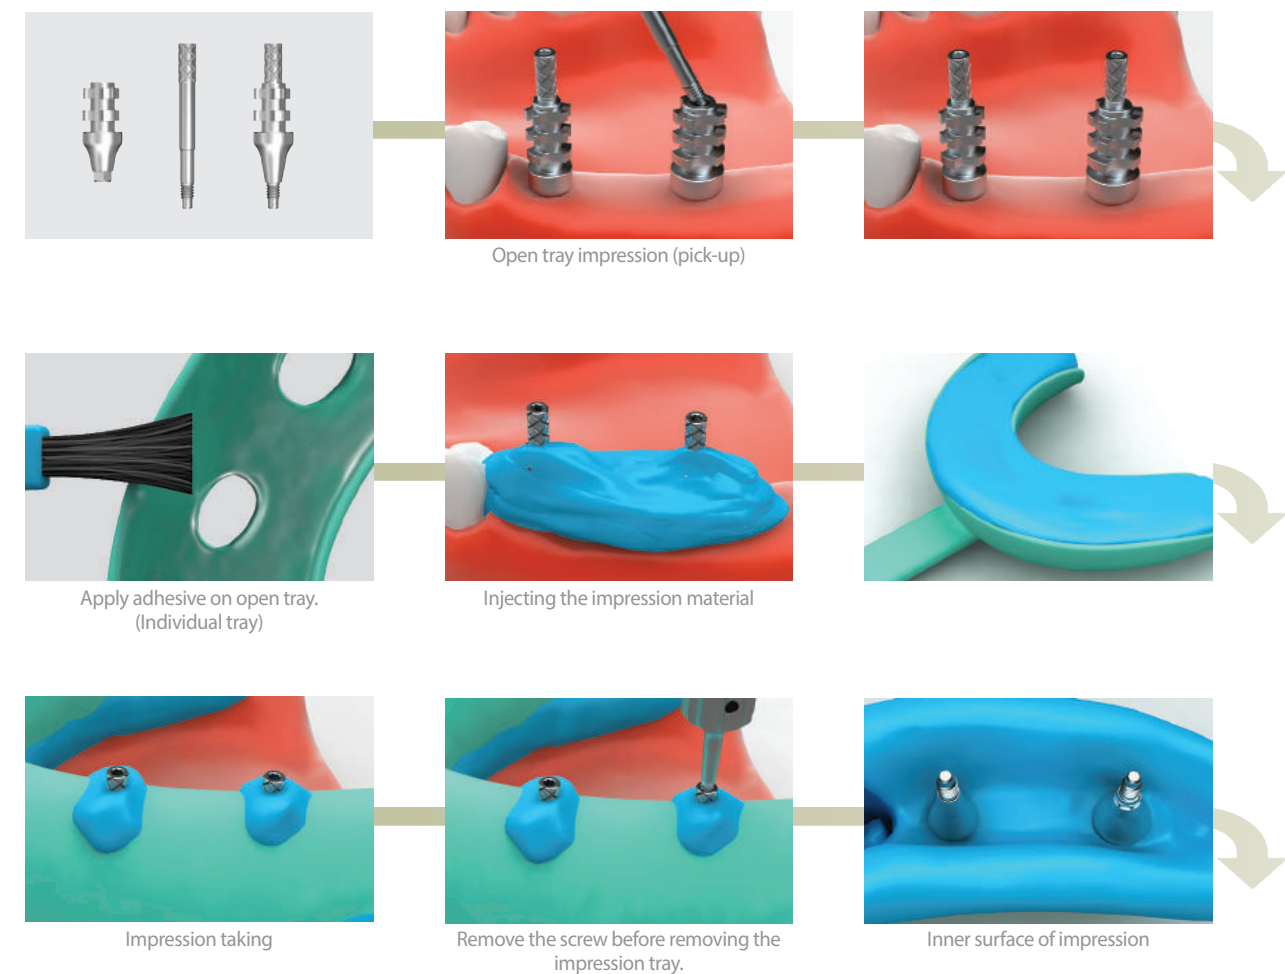 Open tray impression (pick-up)
Apply adhesive on open tray.
(Individual tray)
Injecting the impression material
Impression taking
Remove the screw before removing the
impression tray.
Inner surface of impression